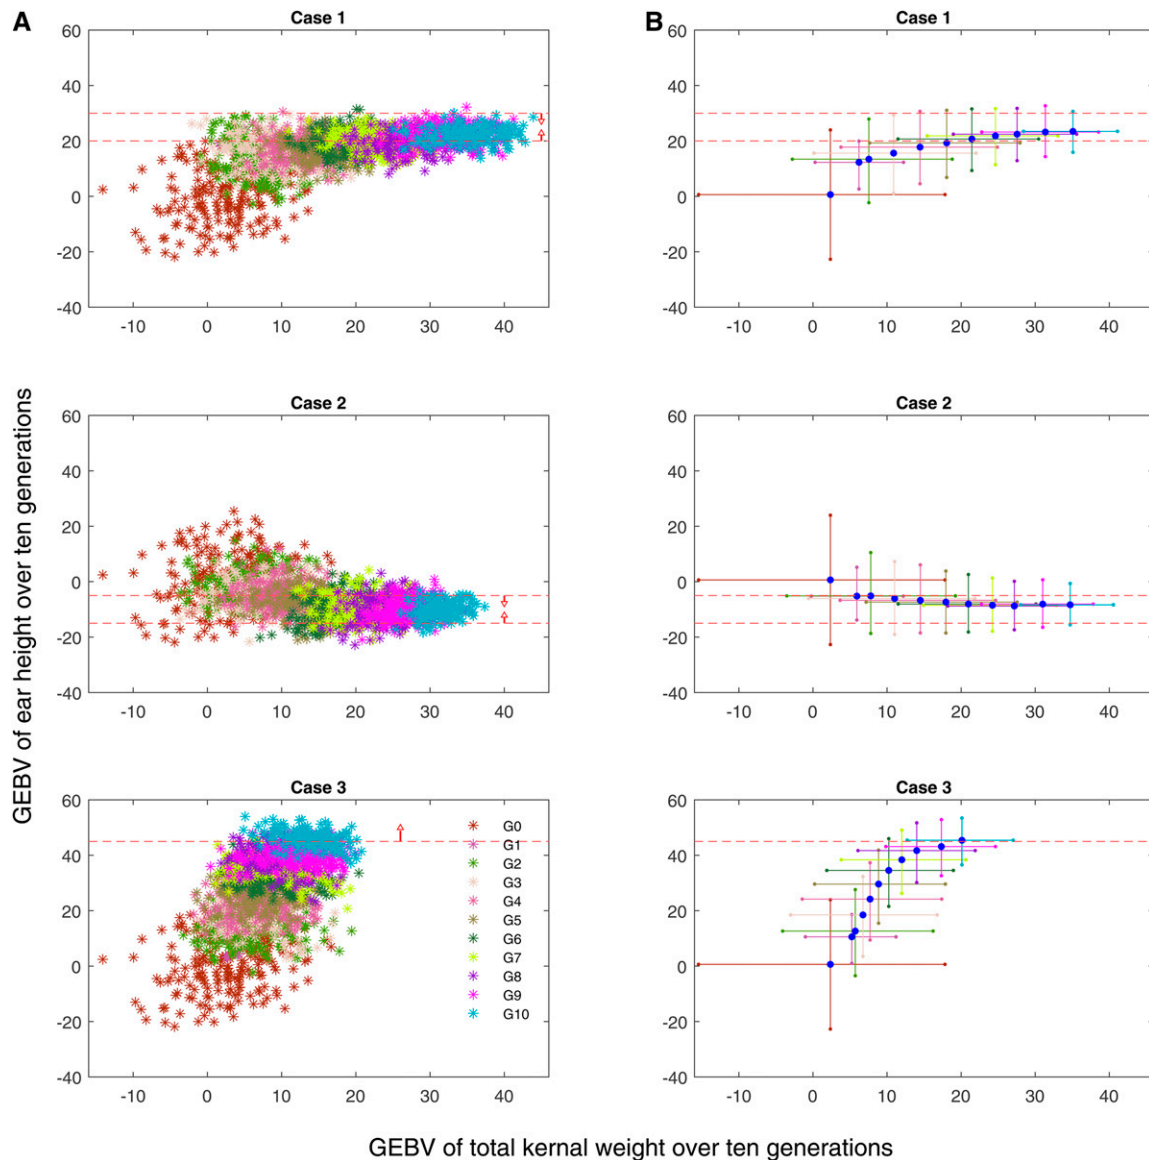 A
Case 1
60
40
20
0
-20
-40
-10 0 10 20 30 40
B
Case 1
60
40
20
0
-20
-40
-10 0 10 20 30 40
Case 2
60
40
20
0
-20
-40
-10 0 10 20 30 40
Case 2
60
40
20
0
-20
-40
-10 0 10 20 30 40
GEBV of ear height over ten generations
Case 3
60
40
20
0
-20
-40
-10 0 10 20 30 40
G0
G1
G2
G3
G4
G5
G6
G7
G8
G9
G10
Case 3
60
40
20
0
-20
-40
-10 0 10 20 30 40
GEBV of total kernal weight over ten generations